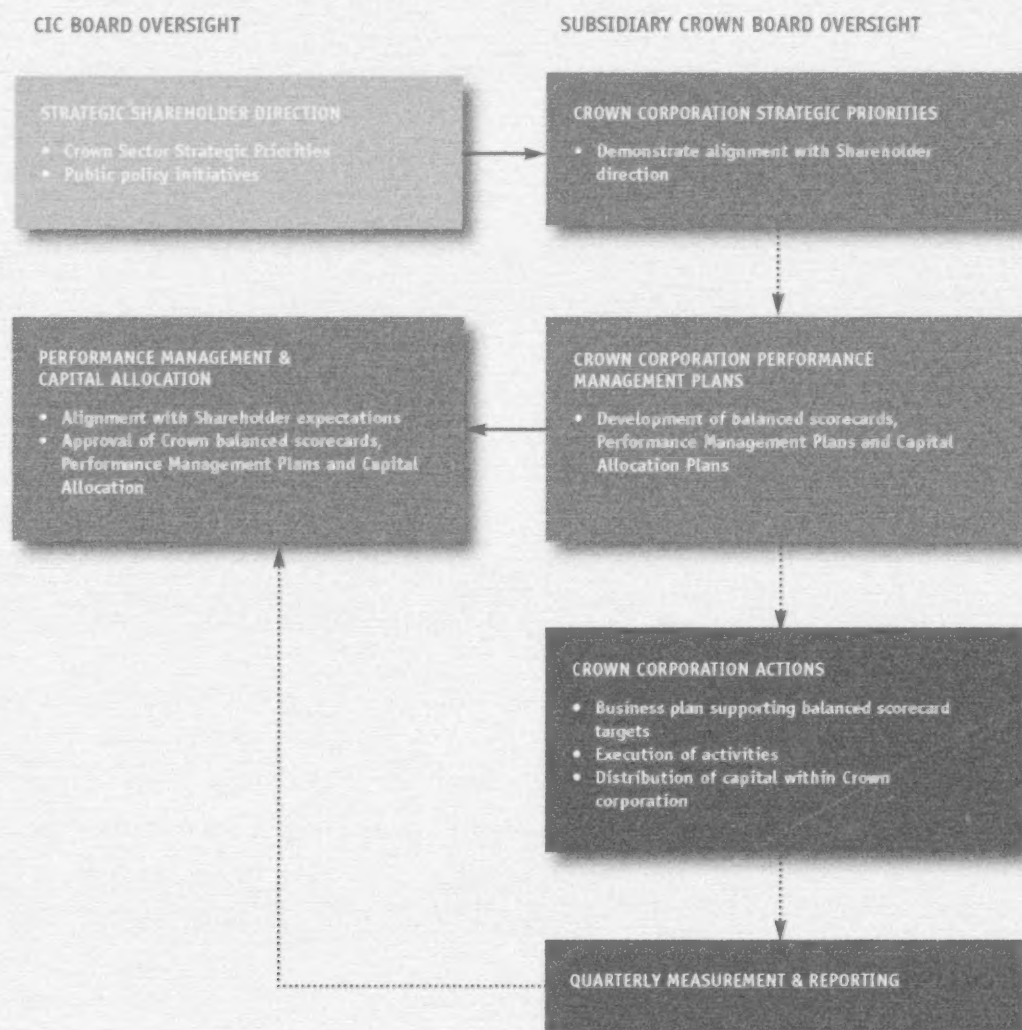 CIC BOARD OVERSIGHT
SUBSIDIARY CROWN BOARD OVERSIGHT
STRATEGIC SHAREHOLDER DIRECTION
• Crown Sector Strategic Priorities
• Public policy initiatives
CROWN CORPORATION STRATEGIC PRIORITIES
• Demonstrate alignment with Shareholder
direction
PERFORMANCE MANAGEMENT &
CAPITAL ALLOCATION
• Alignment with Shareholder expectations
• Approval of Crown balanced scorecards,
Performance Management Plans and Capital
Allocation
CROWN CORPORATION PERFORMANCE
MANAGEMENT PLANS
• Development of balanced scorecards,
Performance Management Plans and Capital
Allocation Plans
CROWN CORPORATION ACTIONS
• Business plan supporting balanced scorecard
targets
• Execution of activities
• Distribution of capital within Crown
corporation
QUARTERLY MEASUREMENT & REPORTING